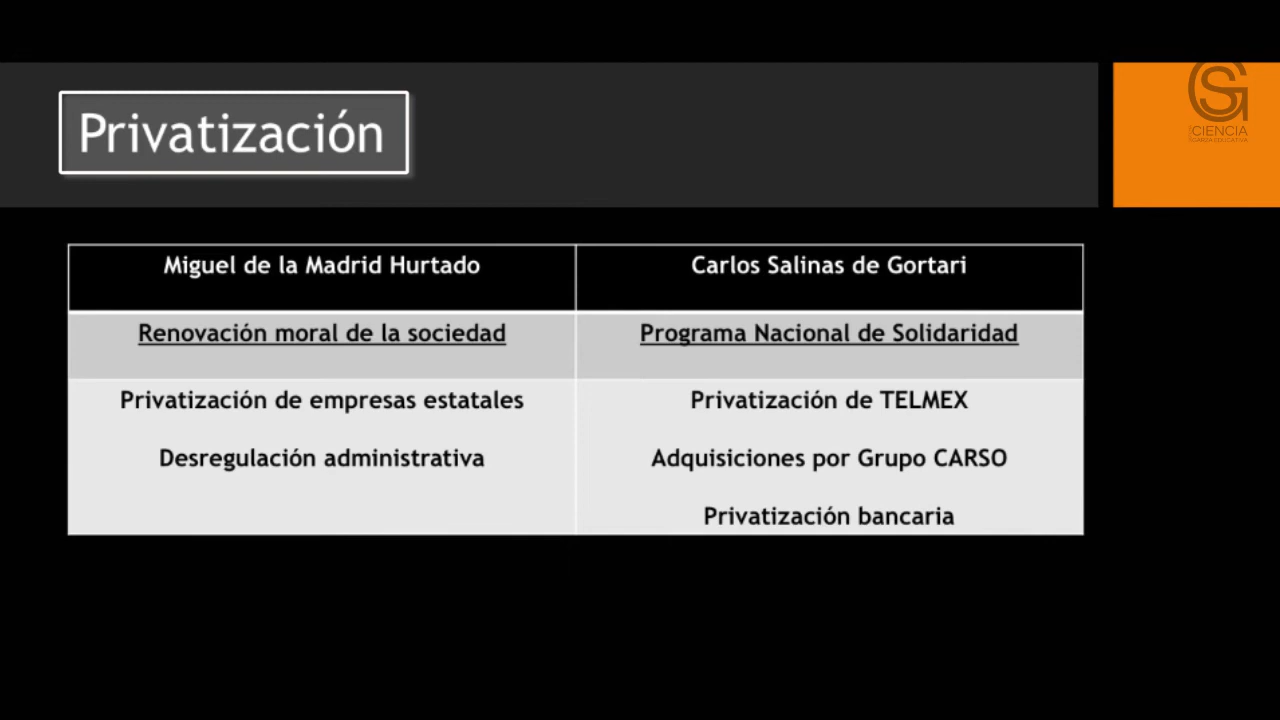 Privatización
CIENCIA
Miguel de la Madrid Hurtado
Carlos Salinas de Gortari
Renovación moral de la sociedad
Programa Nacional de Solidaridad
Privatización de empresas estatales
Desregulación administrativa
Privatización de TELMEX
Adquisiciones por Grupo CARSO
Privatización bancaria